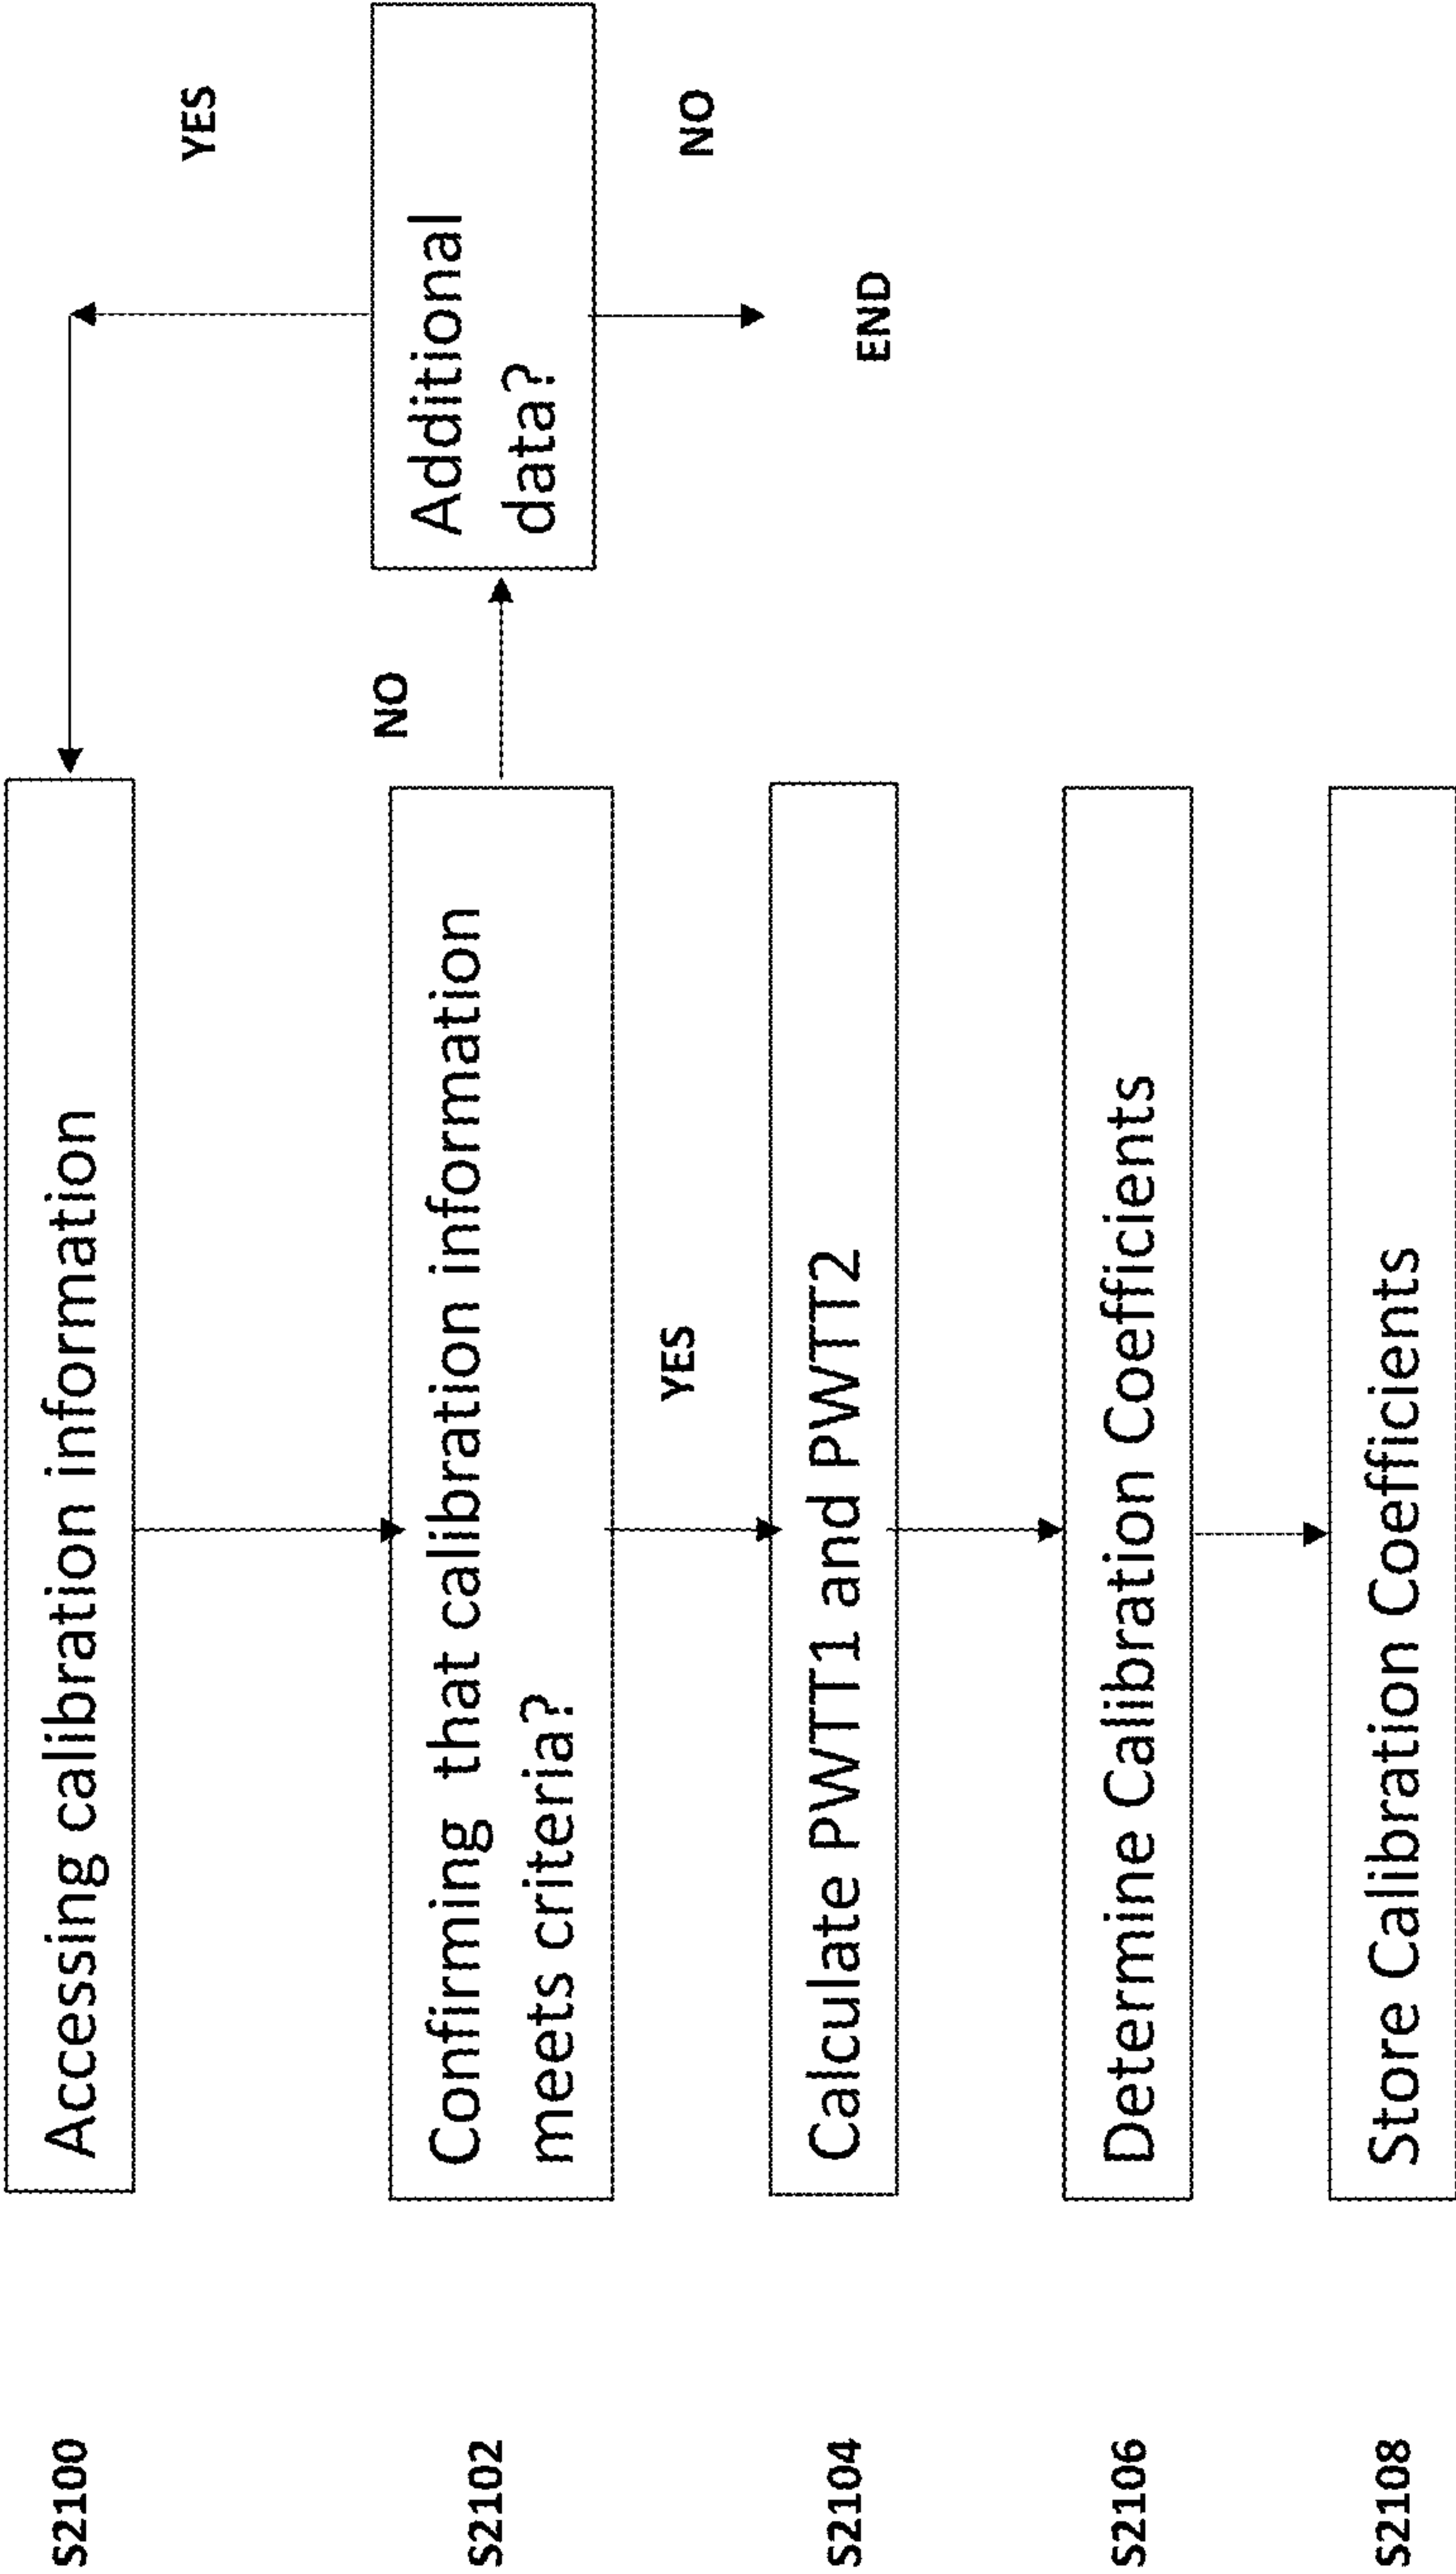 S2100
Accessing calibration information
YES
S2102
Confirming that calibration information
meets criteria?
NO
Additional
data?
YES
NO
S2104
Calculate PWTT1 and PWTT2
END
S2106
Determine Calibration Coefficients
S2108
Store Calibration Coefficients